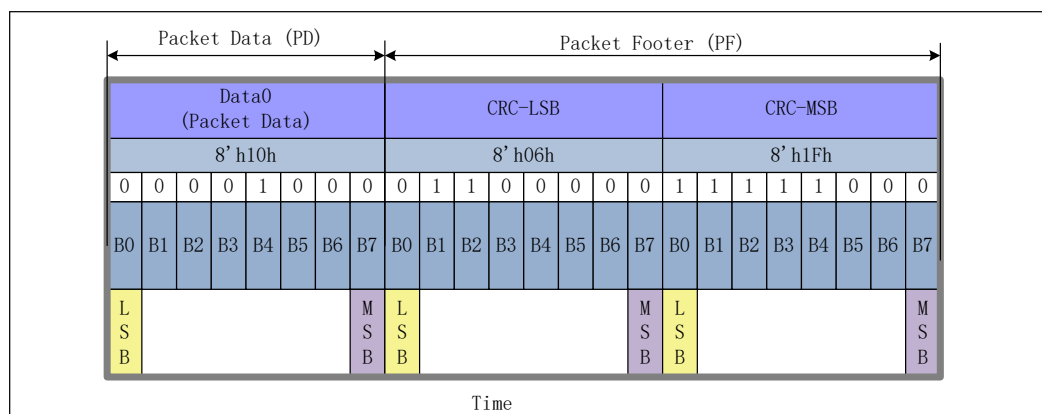 Packet Data (PD) Packet Footer (PF)
Data0
(Packet Data) CRC-LSB CRC-MSB
8'h10h 8'h06h 8'h1Fh
0 0 0 0 1 0 0 0 0 1 1 0 0 0 0 0 1 1 1 1 1 0 0 0
B0 B1 B2 B3 B4 B5 B6 B7 B0 B1 B2 B3 B4 B5 B6 B7 B0 B1 B2 B3 B4 B5 B6 B7
L M L M L M
S S S S S S
B B B B B B
Time